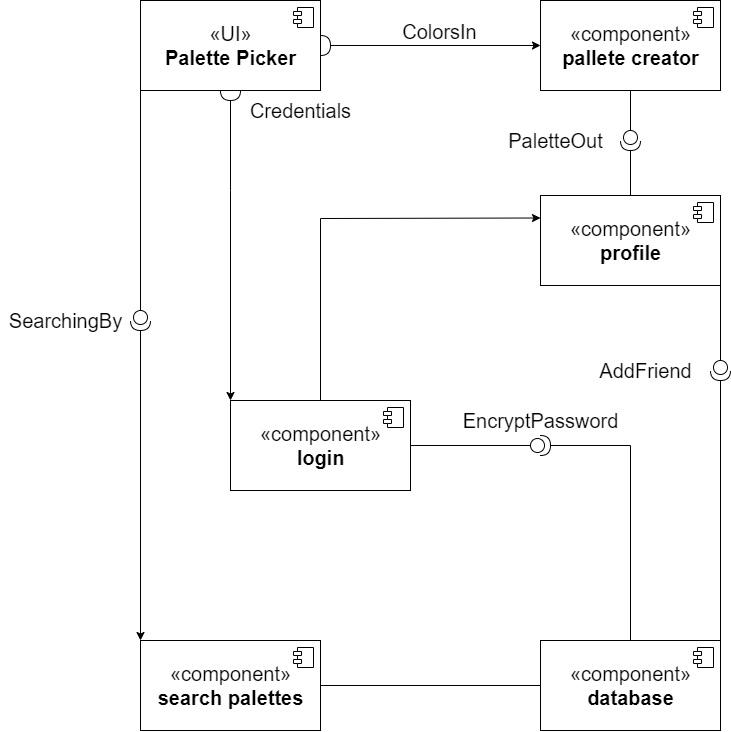 «UI»
Palette Picker
ColorsIn
«component»
pallete creator
Credentials
PaletteOut
«component»
profile
SearchingBy
AddFriend
EncryptPassword
«component»
login
«component»
search palettes
«component»
database